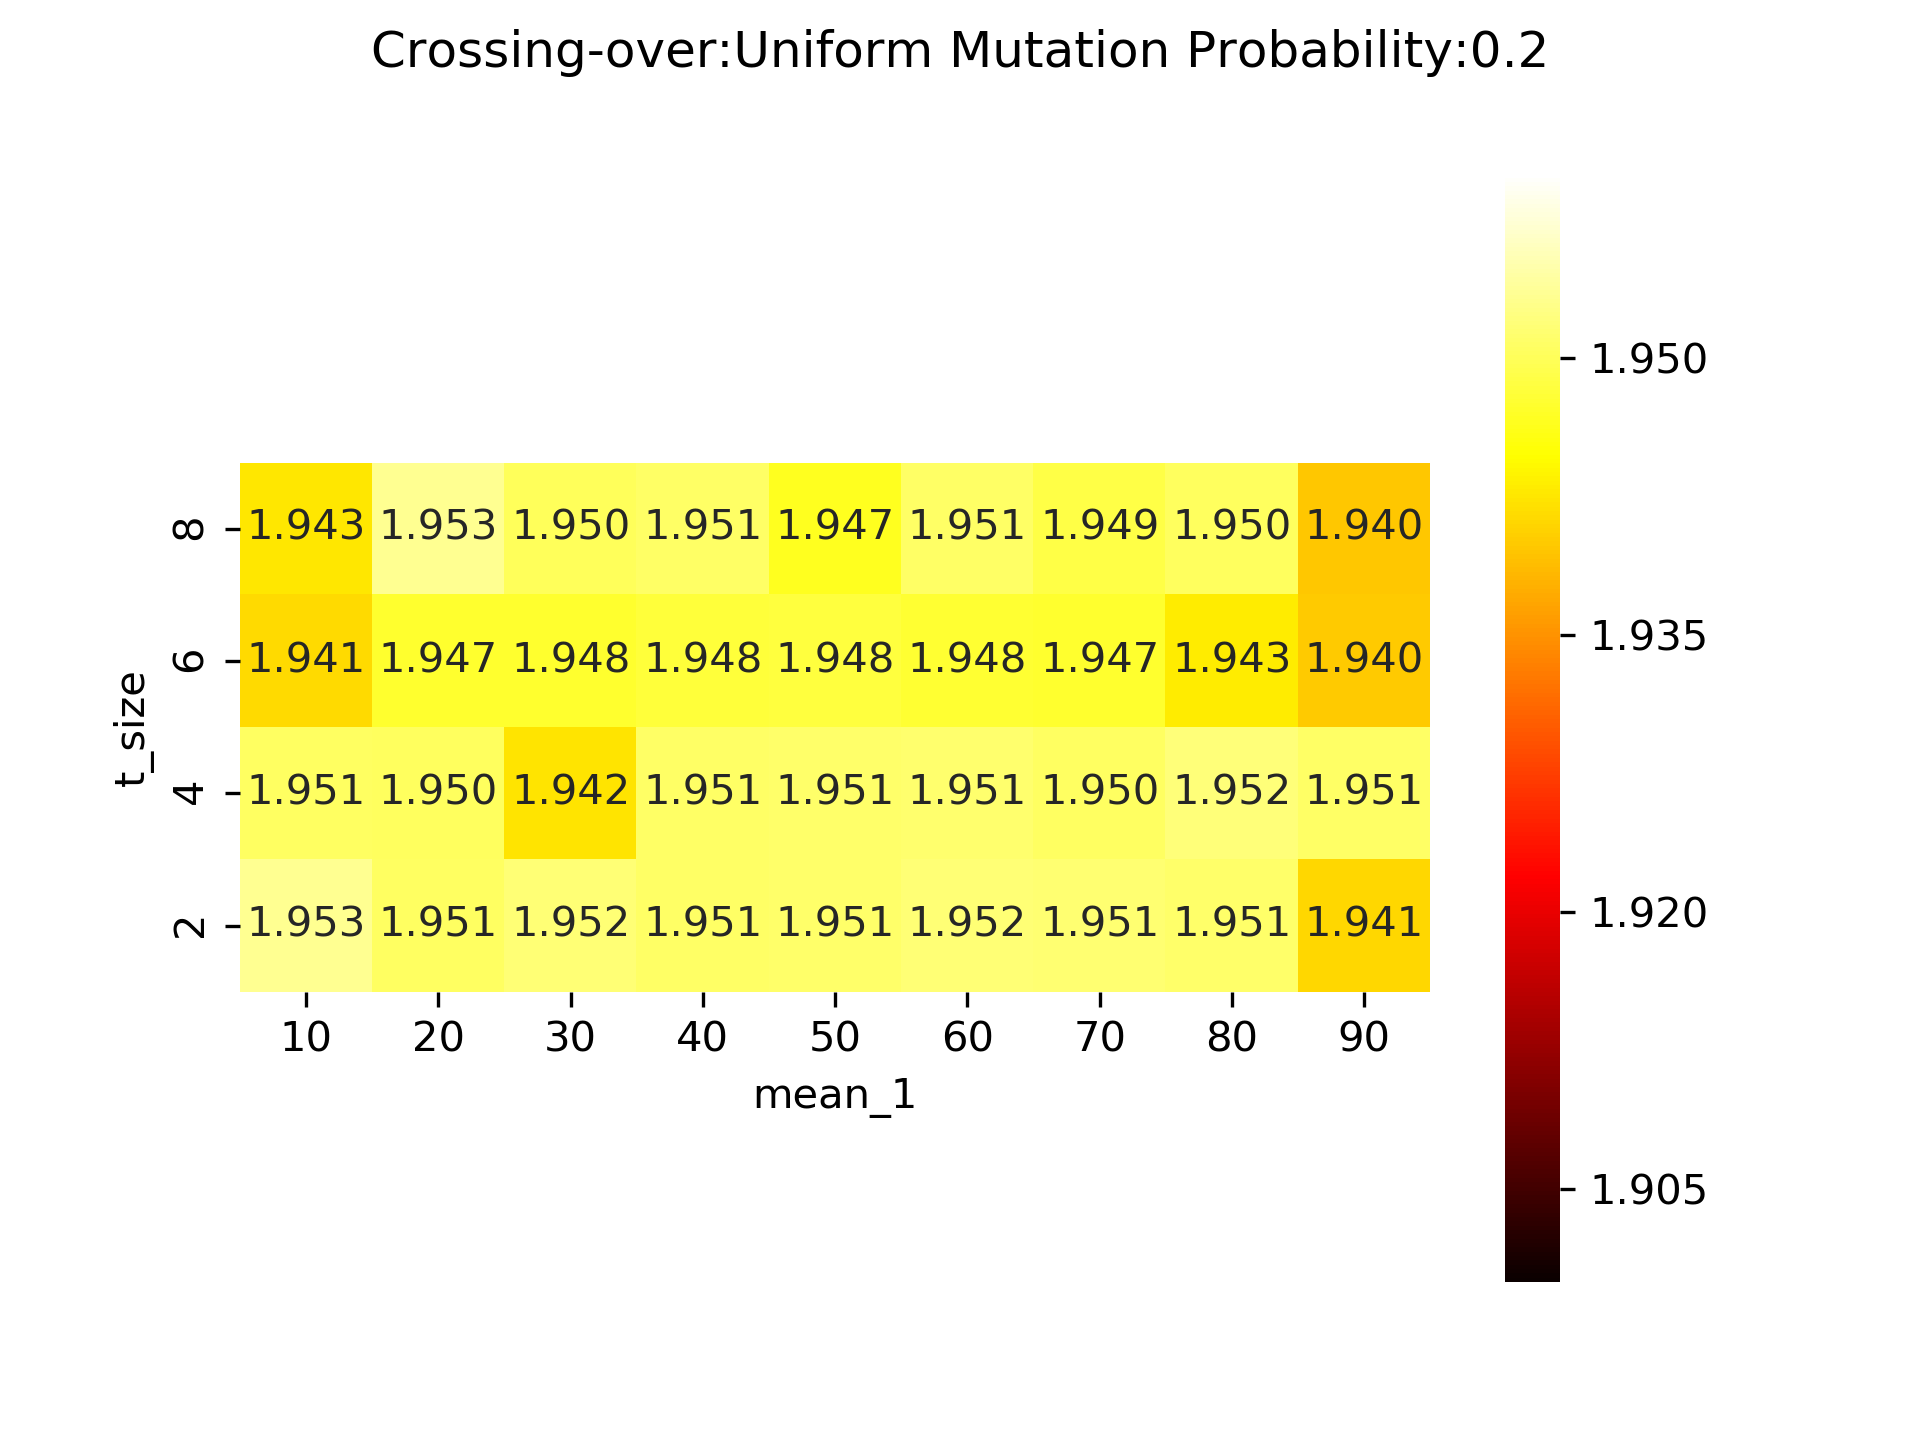 Crossing-over:Uniform Mutation Probability:0.2
8 1.943 1.953 1.950 1.951 1.947 1.951 1.949 1.950 1.940
6 1.941 1.947 1.948 1.948 1.948 1.948 1.947 1.943 1.940
4 1.951 1.950 1.942 1.951 1.951 1.951 1.950 1.952 1.951
2 1.953 1.951 1.952 1.951 1.951 1.952 1.951 1.951 1.941
t_size
10 20 30 40 50 60 70 80 90
mean_1
1.950
1.935
1.920
1.905